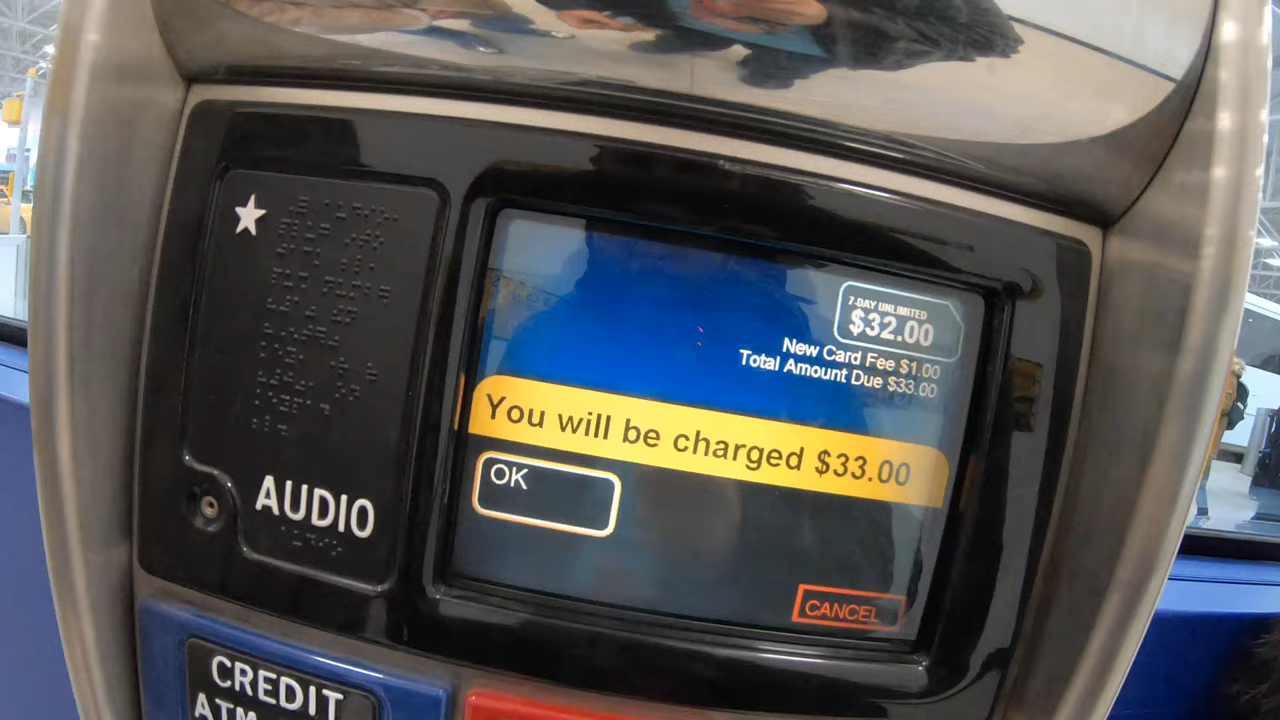 7-DAY UNLIMITED
$32.00
New Card Fee $1.00
Total Amount Due $33.00
You will be charged $33.00
OK
CANCEL
AUDIO
CREDIT
ATM